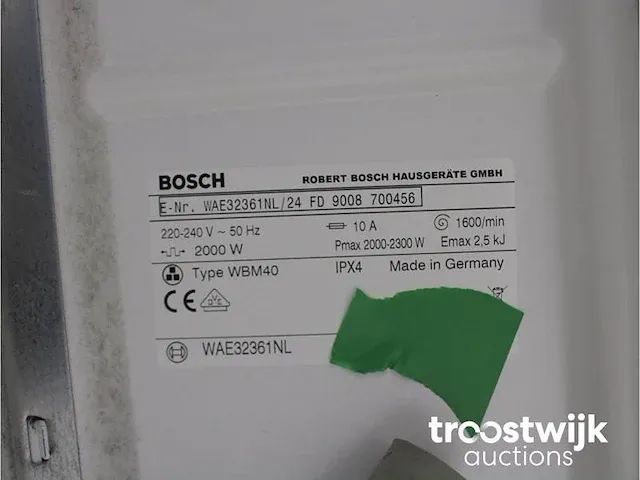 BOSCH ROBERT BOSCH HAUSGERÄTE GMBH
E-Nr. WAE32361NL/24 FD 9008 700456
220-240 V ~ 50 Hz 10 A 1600/min
2000 W Pmax 2000-2300 W Emax 2,5 kJ
Type WBM40 IPX4 Made in Germany
CE
WAE32361NL
troostwijk
auctions